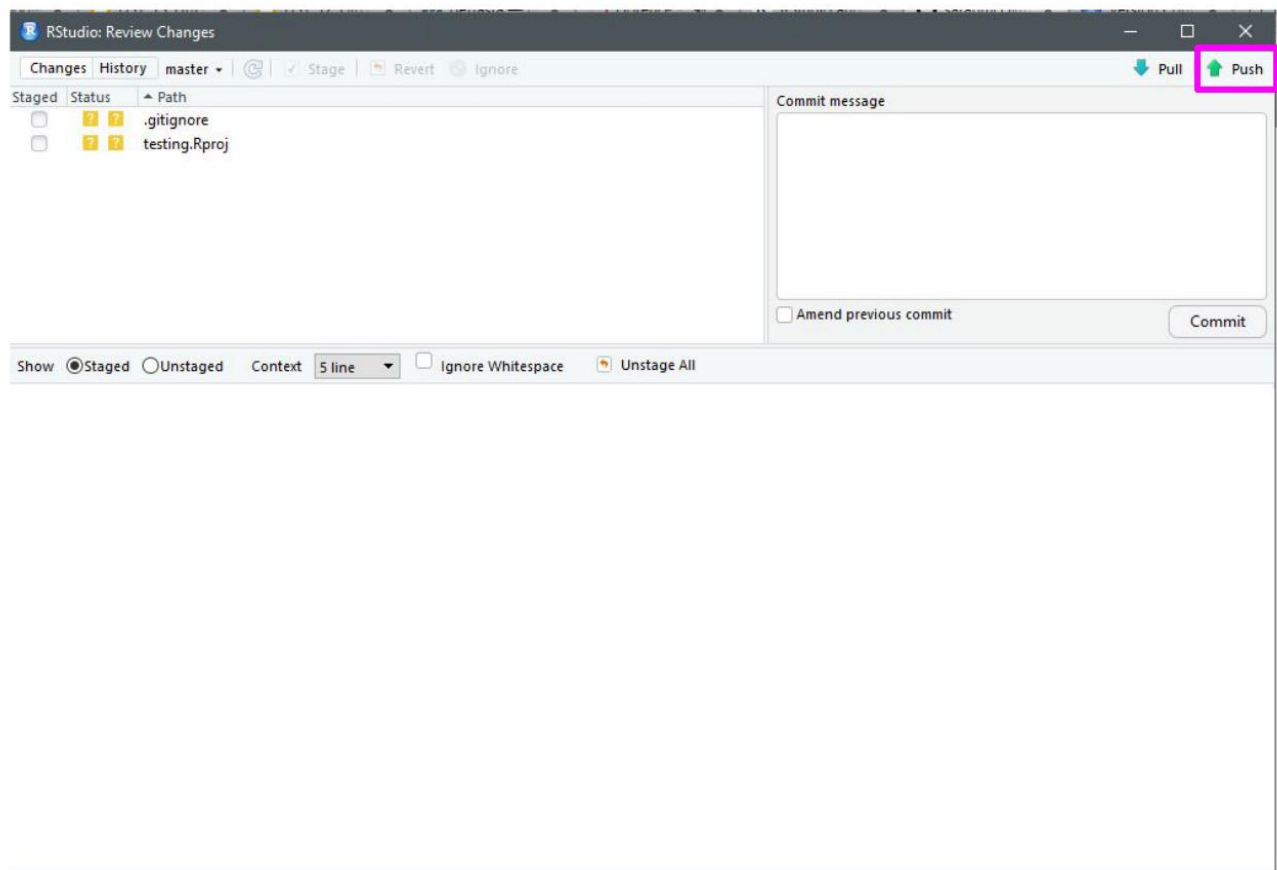 RStudio: Review Changes
Changes History master Stage Revert Ignore Pull Push
Staged Status Path
? ? .gitignore
? ? testing.Rproj
Commit message
Amend previous commit
Commit
Show Staged Unstaged Context 5 line Ignore Whitespace Unstage All